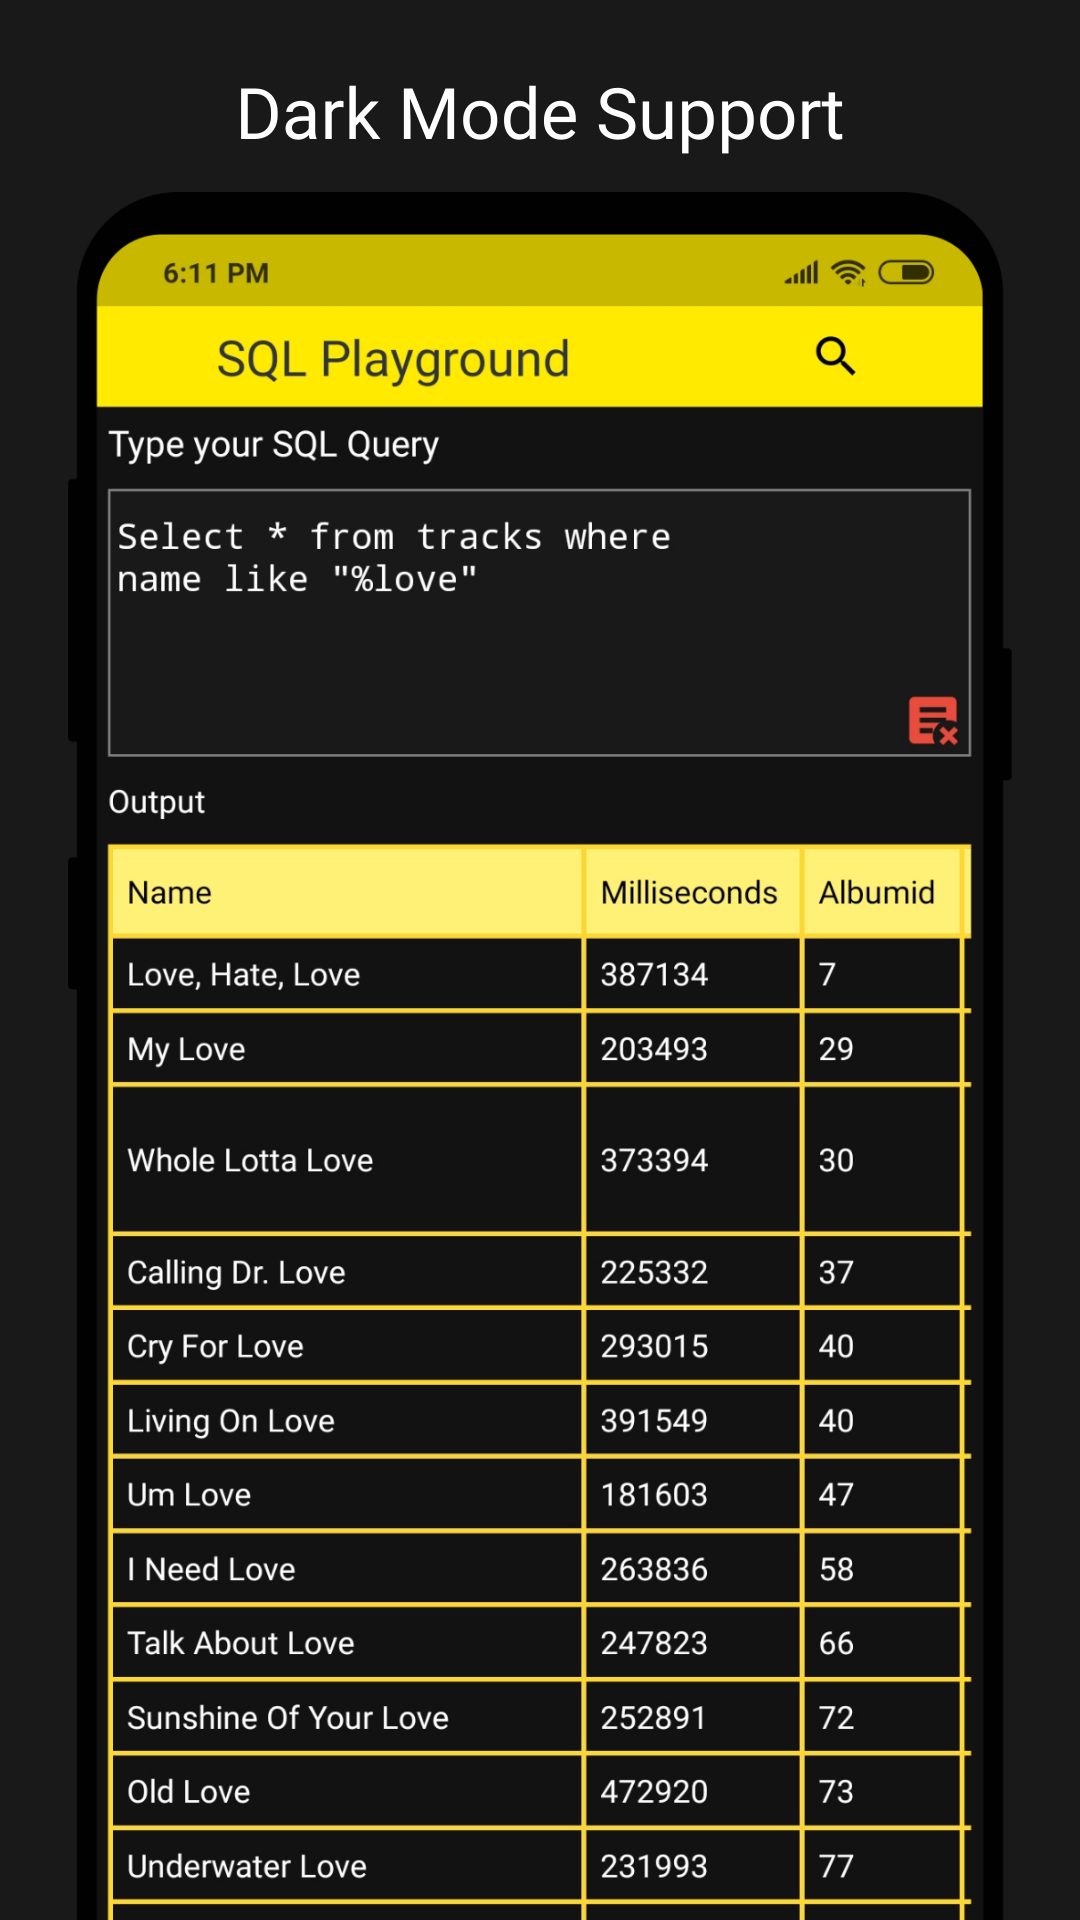 Dark Mode Support
6:11 PM
SQL Playground
Type your SQL Query
Select * from tracks where
name like "%love"
Output
Name Milliseconds Albumid
Love, Hate, Love 387134 7
My Love 203493 29
Whole Lotta Love 373394 30
Calling Dr. Love 225332 37
Cry For Love 293015 40
Living On Love 391549 40
Um Love 181603 47
I Need Love 263836 58
Talk About Love 247823 66
Sunshine Of Your Love 252891 72
Old Love 472920 73
Underwater Love 231993 77